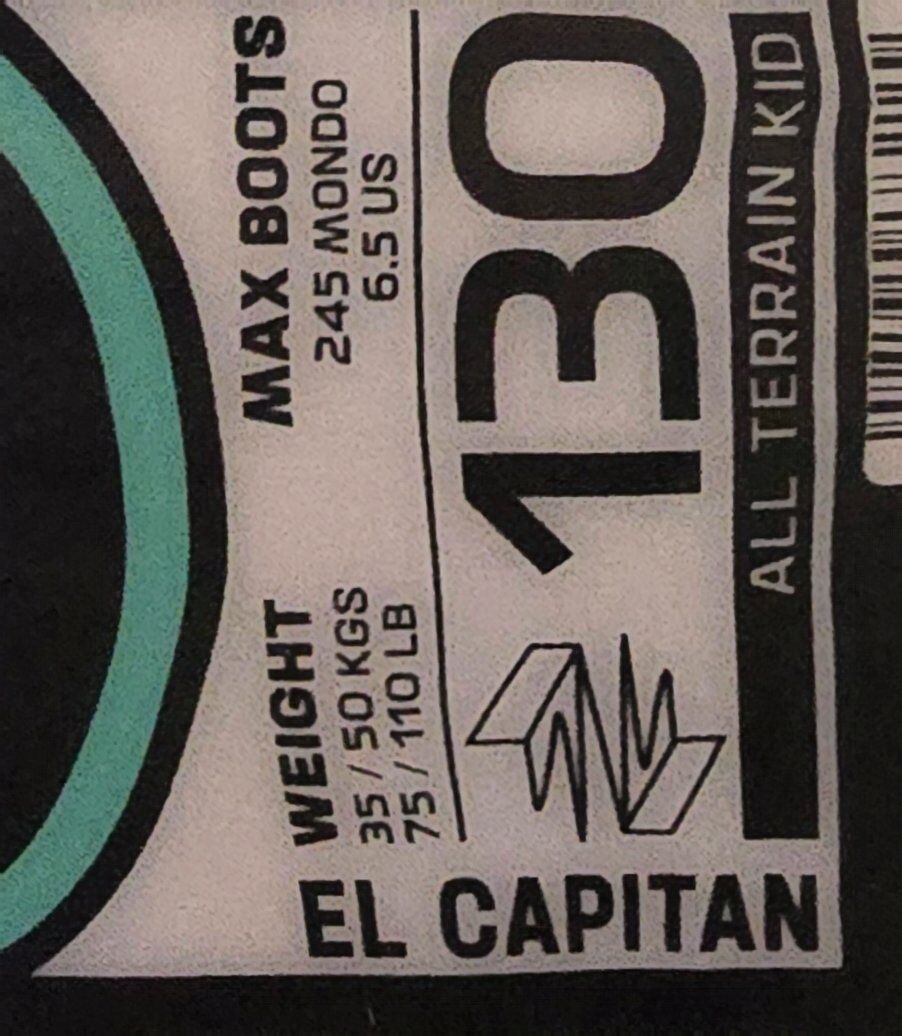 EL CAPITAN
WEIGHT
35 / 50 KGS
75 / 110 LB
MAX BOOTS
245 MONDO
6.5 US
130
ALL TERRAIN KID